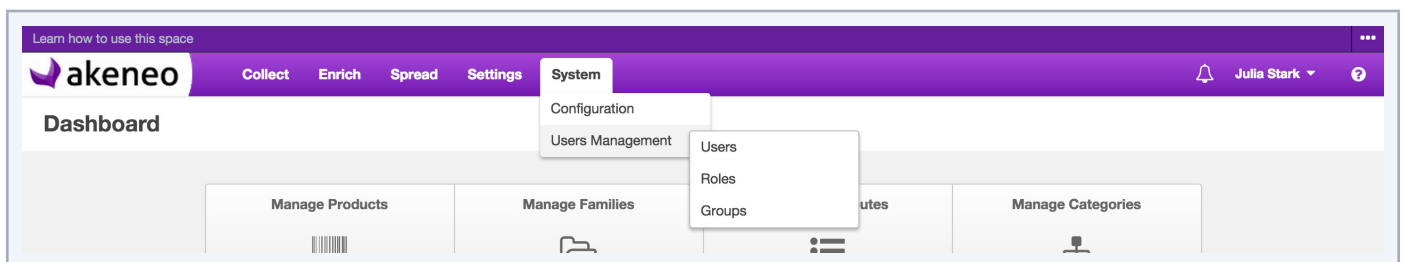 Learn how to use this space
akeneo Collect Enrich Spread Settings System Julia Stark
Configuration
Dashboard
Users Management
Users
Roles
Groups
Manage Products Manage Families utes Manage Categories